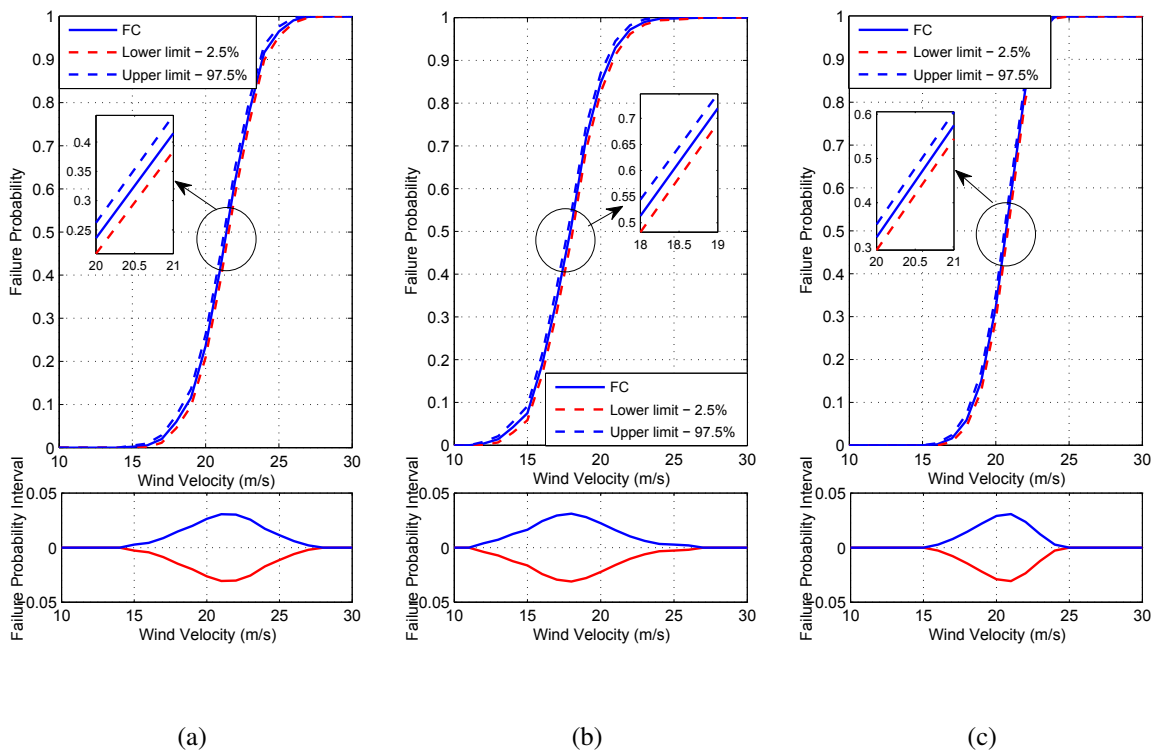 FC
Lower limit − 2.5%
Upper limit − 97.5%
Failure Probability
1
0.9
0.8
0.7
0.6
0.5
0.4
0.3
0.2
0.1
0
10 15 20 25 30
Wind Velocity (m/s)
0.4
0.35
0.3
0.25
20 20.5 21
Failure Probability Interval
0.05
0
0.05
10 15 20 25 30
Wind Velocity (m/s)
(a)
FC
Lower limit − 2.5%
Upper limit − 97.5%
Failure Probability
1
0.9
0.8
0.7
0.6
0.5
0.4
0.3
0.2
0.1
0
10 15 20 25 30
Wind Velocity (m/s)
0.7
0.65
0.6
0.55
0.5
18 18.5 19
Failure Probability Interval
0.05
0
0.05
10 15 20 25 30
Wind Velocity (m/s)
(b)
FC
Lower limit − 2.5%
Upper limit − 97.5%
Failure Probability
1
0.9
0.8
0.7
0.6
0.5
0.4
0.3
0.2
0.1
0
10 15 20 25 30
Wind Velocity (m/s)
0.6
0.5
0.4
0.3
20 20.5 21
Failure Probability Interval
0.05
0
0.05
10 15 20 25 30
Wind Velocity (m/s)
(c)